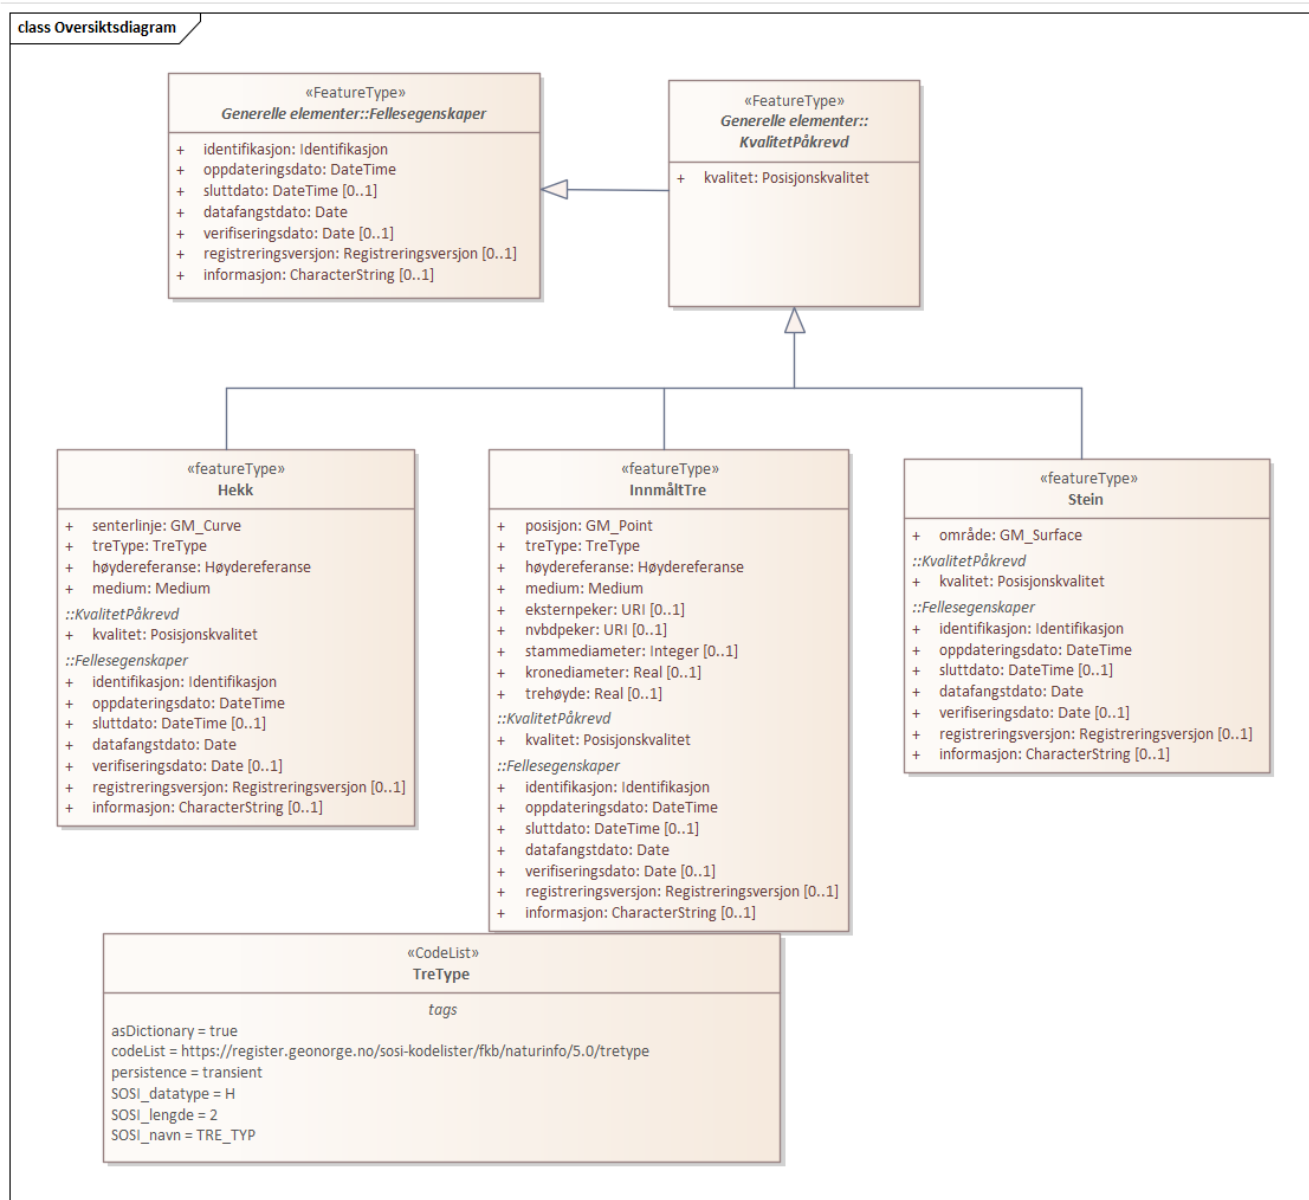 class Oversiktsdiagram
«FeatureType»
Generelle elementer::Fellesegenskaper
+ identifikasjon: Identifikasjon
+ oppdateringsdato: DateTime
+ sluttdato: DateTime [0..1]
+ datafangstdato: Date
+ verifiseringsdato: Date [0..1]
+ registreringsversjon: Registreringsversjon [0..1]
+ informasjon: CharacterString [0..1]
«FeatureType»
Generelle elementer::
KvalitetPåkrevd
+ kvalitet: Posisjonskvalitet
«featureType»
Hekk
+ senterlinje: GM_Curve
+ treType: TreType
+ høydereferanse: Høydereferanse
+ medium: Medium
::KvalitetPåkrevd
+ kvalitet: Posisjonskvalitet
::Fellesegenskaper
+ identifikasjon: Identifikasjon
+ oppdateringsdato: DateTime
+ sluttdato: DateTime [0..1]
+ datafangstdato: Date
+ verifiseringsdato: Date [0..1]
+ registreringsversjon: Registreringsversjon [0..1]
+ informasjon: CharacterString [0..1]
«featureType»
InnmåltTre
+ posisjon: GM_Point
+ treType: TreType
+ høydereferanse: Høydereferanse
+ medium: Medium
+ eksternpeker: URI [0..1]
+ nvbdpeker: URI [0..1]
+ stammediameter: Integer [0..1]
+ kronediameter: Real [0..1]
+ trehøyde: Real [0..1]
::KvalitetPåkrevd
+ kvalitet: Posisjonskvalitet
::Fellesegenskaper
+ identifikasjon: Identifikasjon
+ oppdateringsdato: DateTime
+ sluttdato: DateTime [0..1]
+ datafangstdato: Date
+ verifiseringsdato: Date [0..1]
+ registreringsversjon: Registreringsversjon [0..1]
+ informasjon: CharacterString [0..1]
«featureType»
Stein
+ område: GM_Surface
::KvalitetPåkrevd
+ kvalitet: Posisjonskvalitet
::Fellesegenskaper
+ identifikasjon: Identifikasjon
+ oppdateringsdato: DateTime
+ sluttdato: DateTime [0..1]
+ datafangstdato: Date
+ verifiseringsdato: Date [0..1]
+ registreringsversjon: Registreringsversjon [0..1]
+ informasjon: CharacterString [0..1]
«CodeList»
TreType
tags
asDictionary = true
codeList = https://register.geonorge.no/sosi-kodelister/fkb/naturinfo/5.0/tretype
persistence = transient
SOSI_datatype = H
SOSI_lengde = 2
SOSI_navn = TRE_TYP